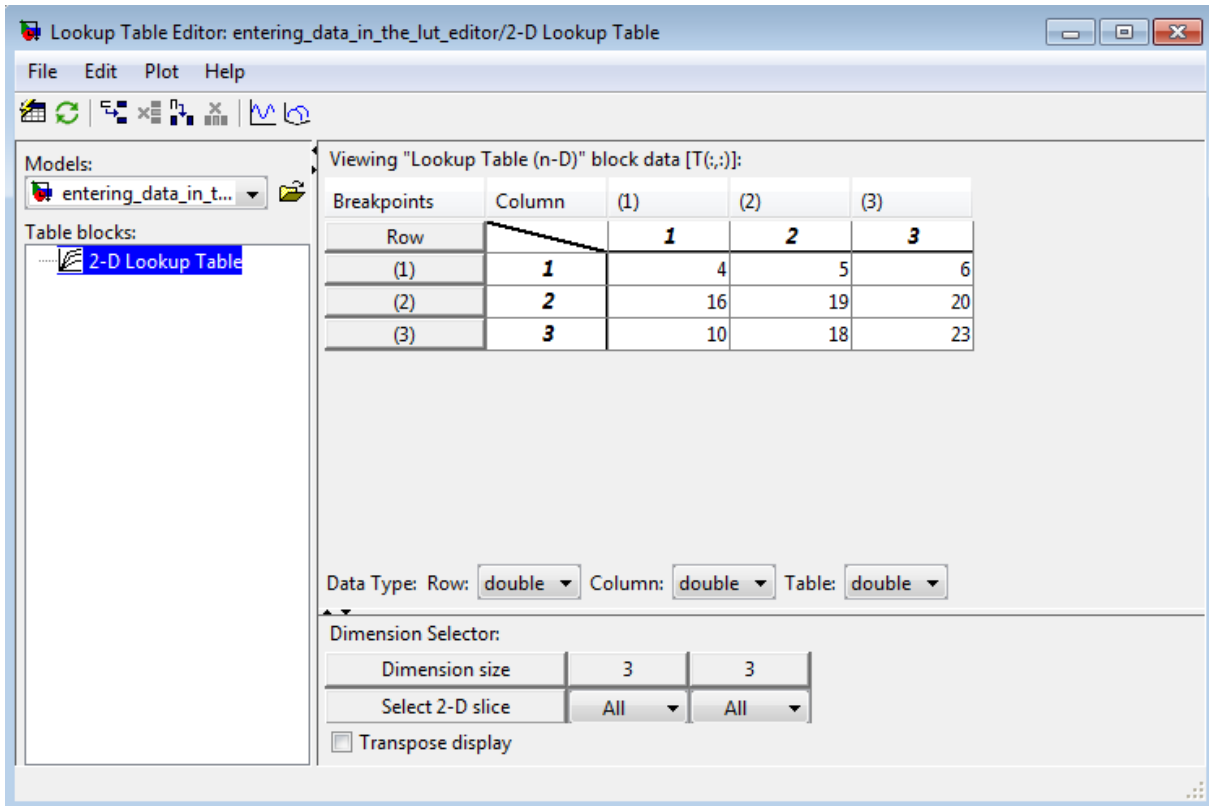 Lookup Table Editor: entering_data_in_the_lut_editor/2-D Lookup Table
File Edit Plot Help
Models:
entering_data_in_t...
Table blocks:
2-D Lookup Table
Viewing "Lookup Table (n-D)" block data [T(:,:)]:
Breakpoints Column (1) (2) (3)
Row 1 2 3
(1) 1 4 5 6
(2) 2 16 19 20
(3) 3 10 18 23
Data Type: Row: double Column: double Table: double
Dimension Selector:
Dimension size 3 3
Select 2-D slice All All
Transpose display